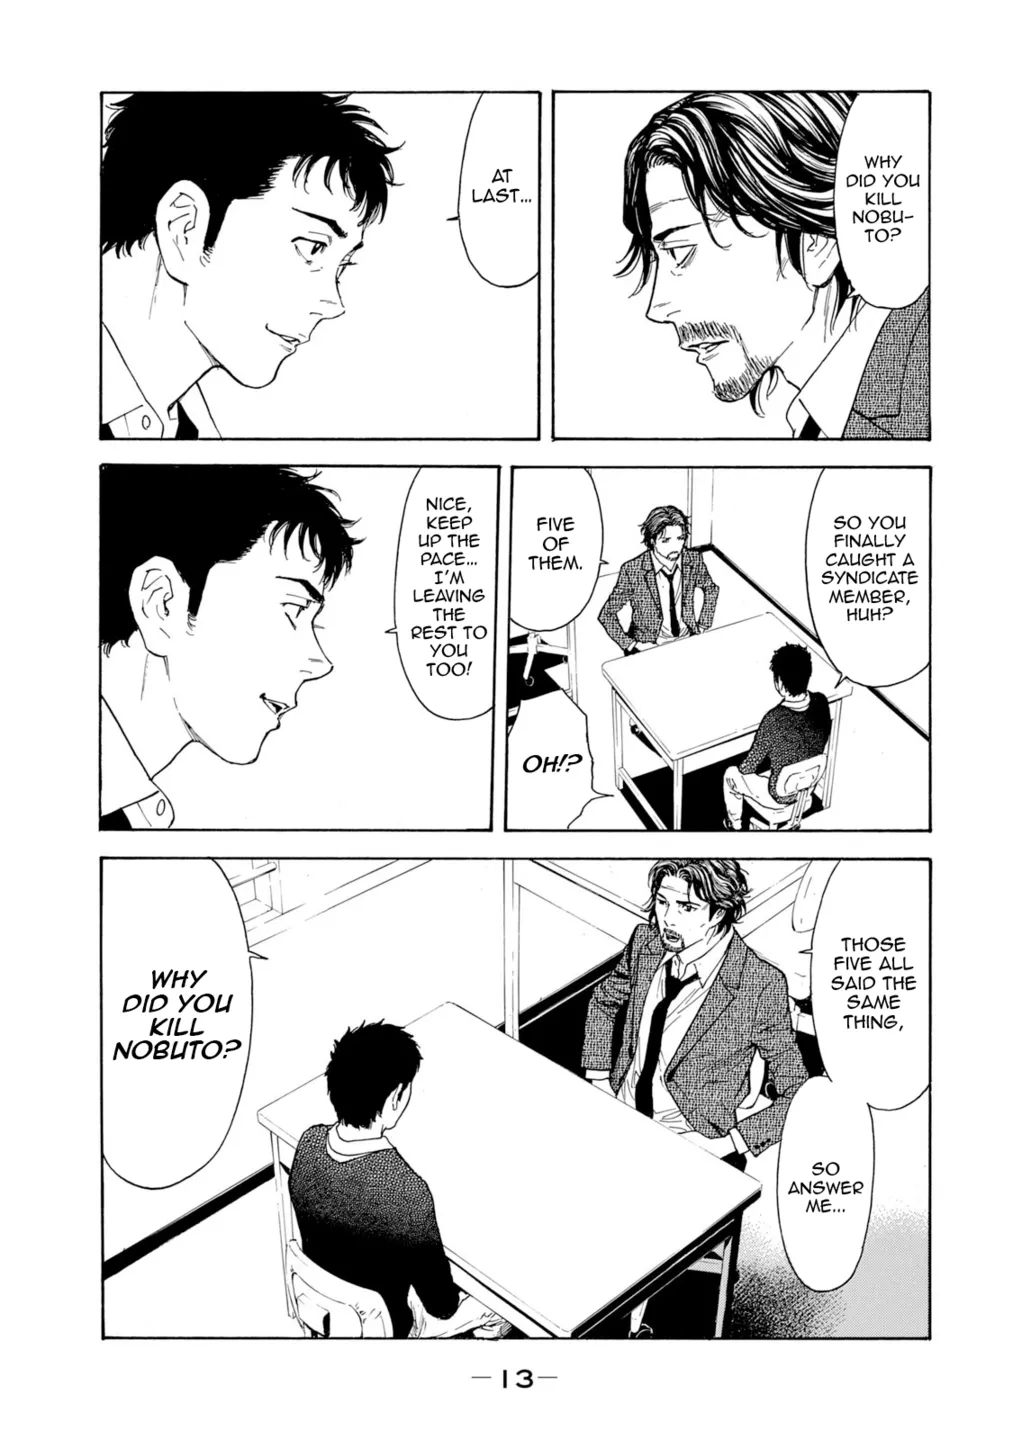 WHY
DID YOU
KILL
NOBU-
TO?
AT
LAST...
SO YOU
FINALLY
CAUGHT A
SYNDICATE
MEMBER,
HUH?
FIVE
OF
THEM.
OH!?
NICE,
KEEP
UP THE
PACE...
I'M
LEAVING
THE
REST TO
YOU
TOO!
THOSE
FIVE ALL
SAID THE
SAME
THING,
SO
ANSWER
ME...
WHY
DID YOU
KILL
NOBUTO?
—13—